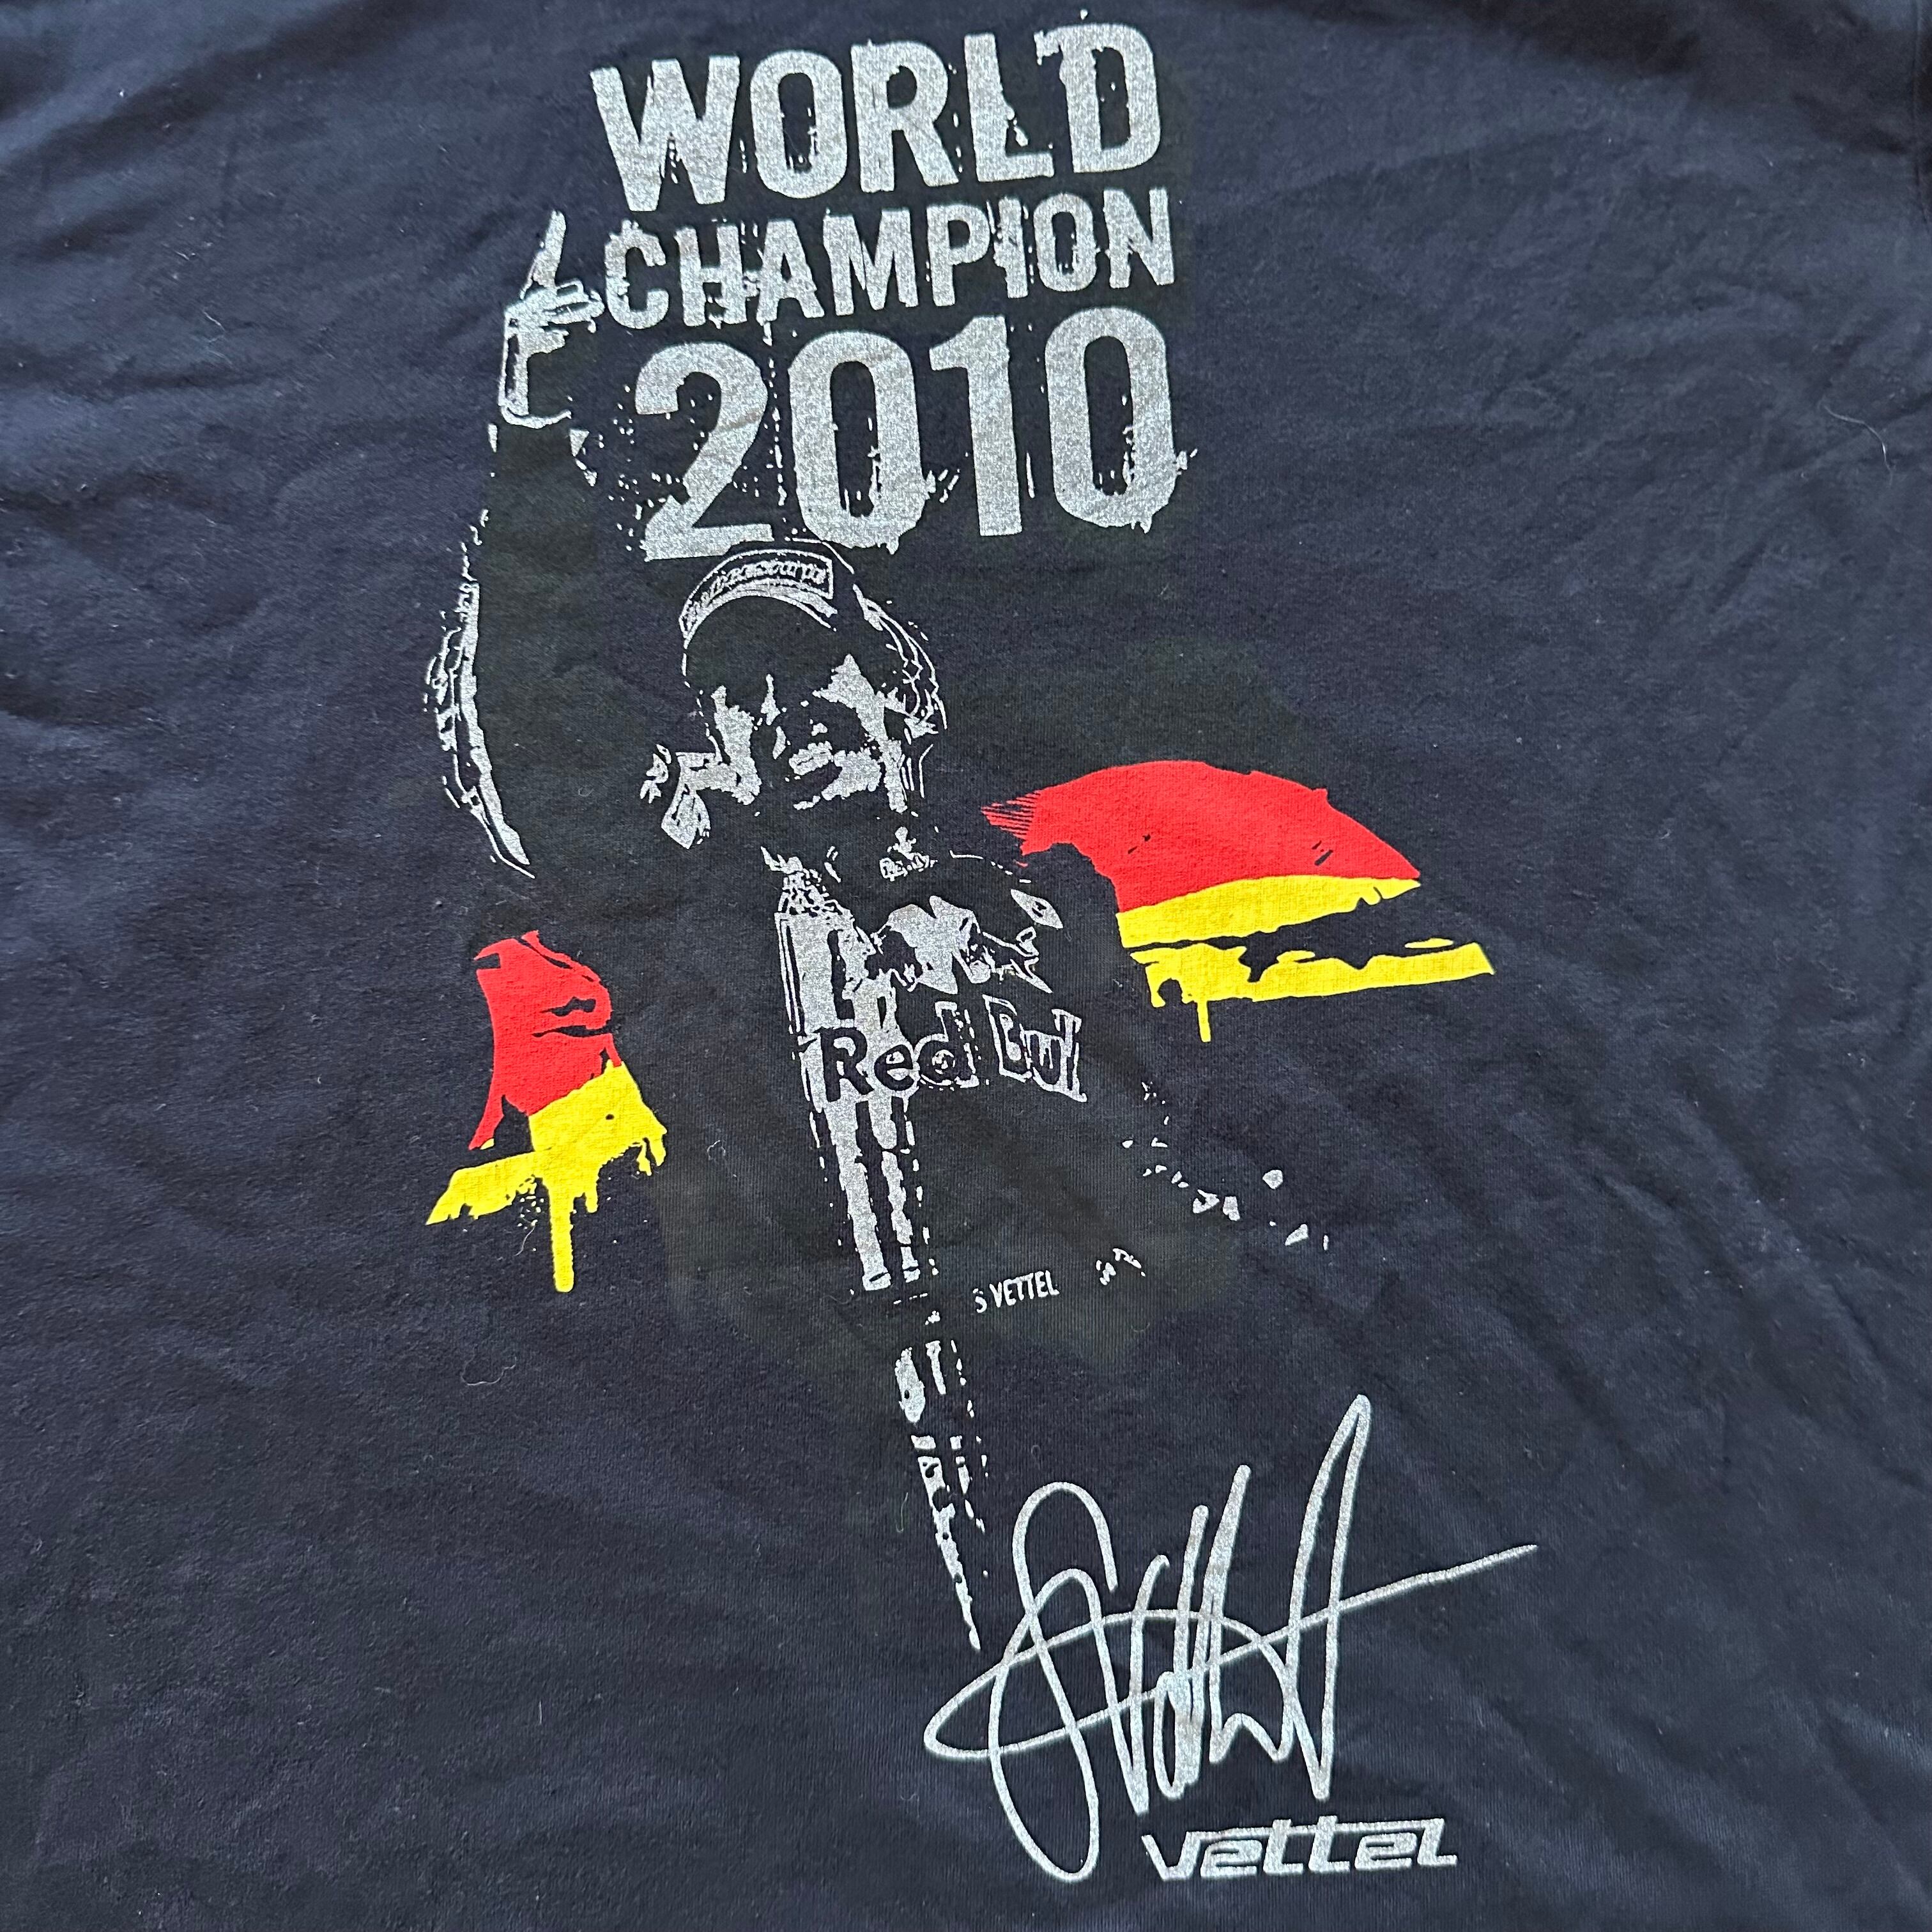 WORLD
CHAMPION
2010
Red Bull
S VETTEL
vettel